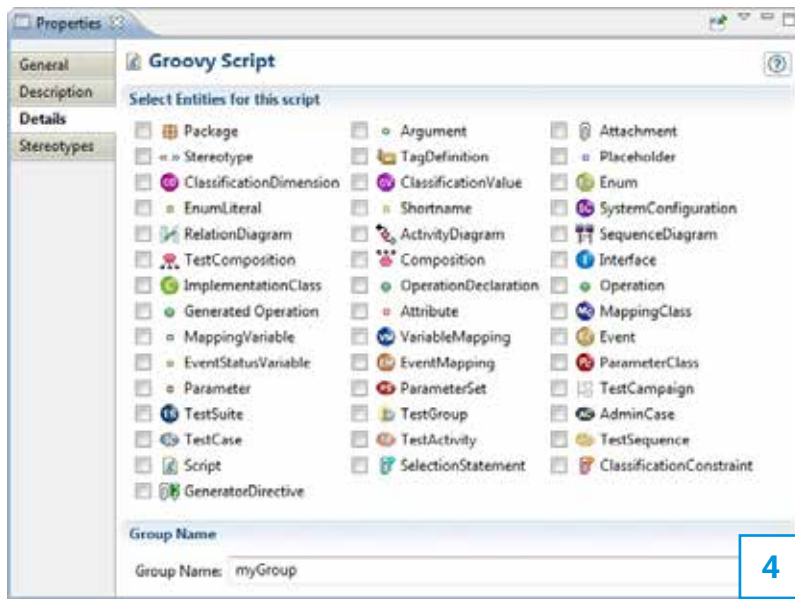 Properties
General
Description
Details
Stereotypes
Groovy Script
Select Entities for this script
Package Argument Attachment
« » Stereotype TagDefinition Placeholder
ClassificationDimension ClassificationValue Enum
EnumLiteral Shortname SystemConfiguration
RelationDiagram ActivityDiagram SequenceDiagram
TestComposition Composition Interface
ImplementationClass OperationDeclaration Operation
Generated Operation Attribute MappingClass
MappingVariable VariableMapping Event
EventStatusVariable EventMapping ParameterClass
Parameter ParameterSet TestCampaign
TestSuite TestGroup AdminCase
TestCase TestActivity TestSequence
Script SelectionStatement ClassificationConstraint
GeneratorDirective
Group Name
Group Name: myGroup
4